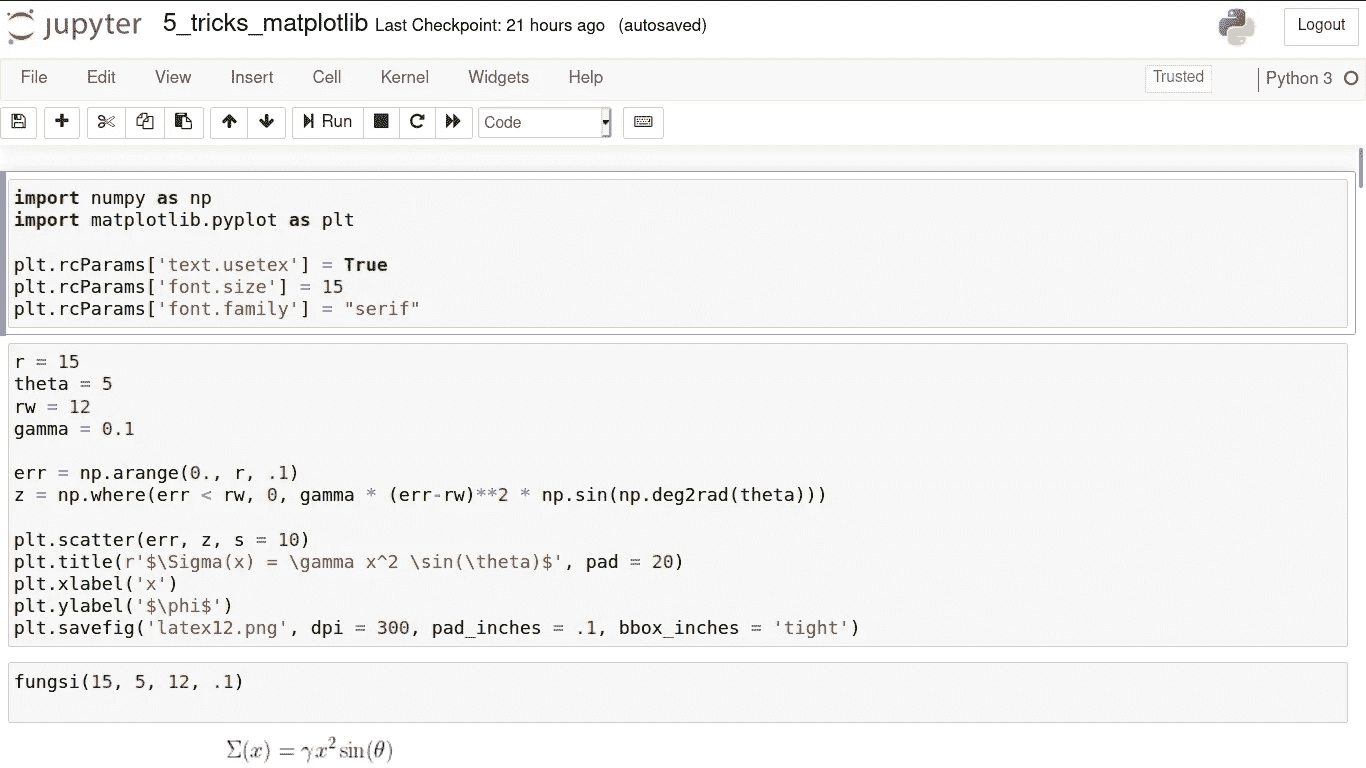 jupyter 5_tricks_matplotlib Last Checkpoint: 21 hours ago (autosaved) Logout
File Edit View Insert Cell Kernel Widgets Help Trusted Python 3
Run Code
import numpy as np
import matplotlib.pyplot as plt
plt.rcParams['text.usetex'] = True
plt.rcParams['font.size'] = 15
plt.rcParams['font.family'] = "serif"
r = 15
theta = 5
rw = 12
gamma = 0.1
err = np.arange(0., r, .1)
z = np.where(err < rw, 0, gamma * (err-rw)**2 * np.sin(np.deg2rad(theta)))
plt.scatter(err, z, s = 10)
plt.title(r'$\Sigma(x) = \gamma x^2 \sin(\theta)$', pad = 20)
plt.xlabel('x')
plt.ylabel('$\phi$')
plt.savefig('latex12.png', dpi = 300, pad_inches = .1, bbox_inches = 'tight')
fungsi(15, 5, 12, .1)
Σ(x) = γx² sin(θ)